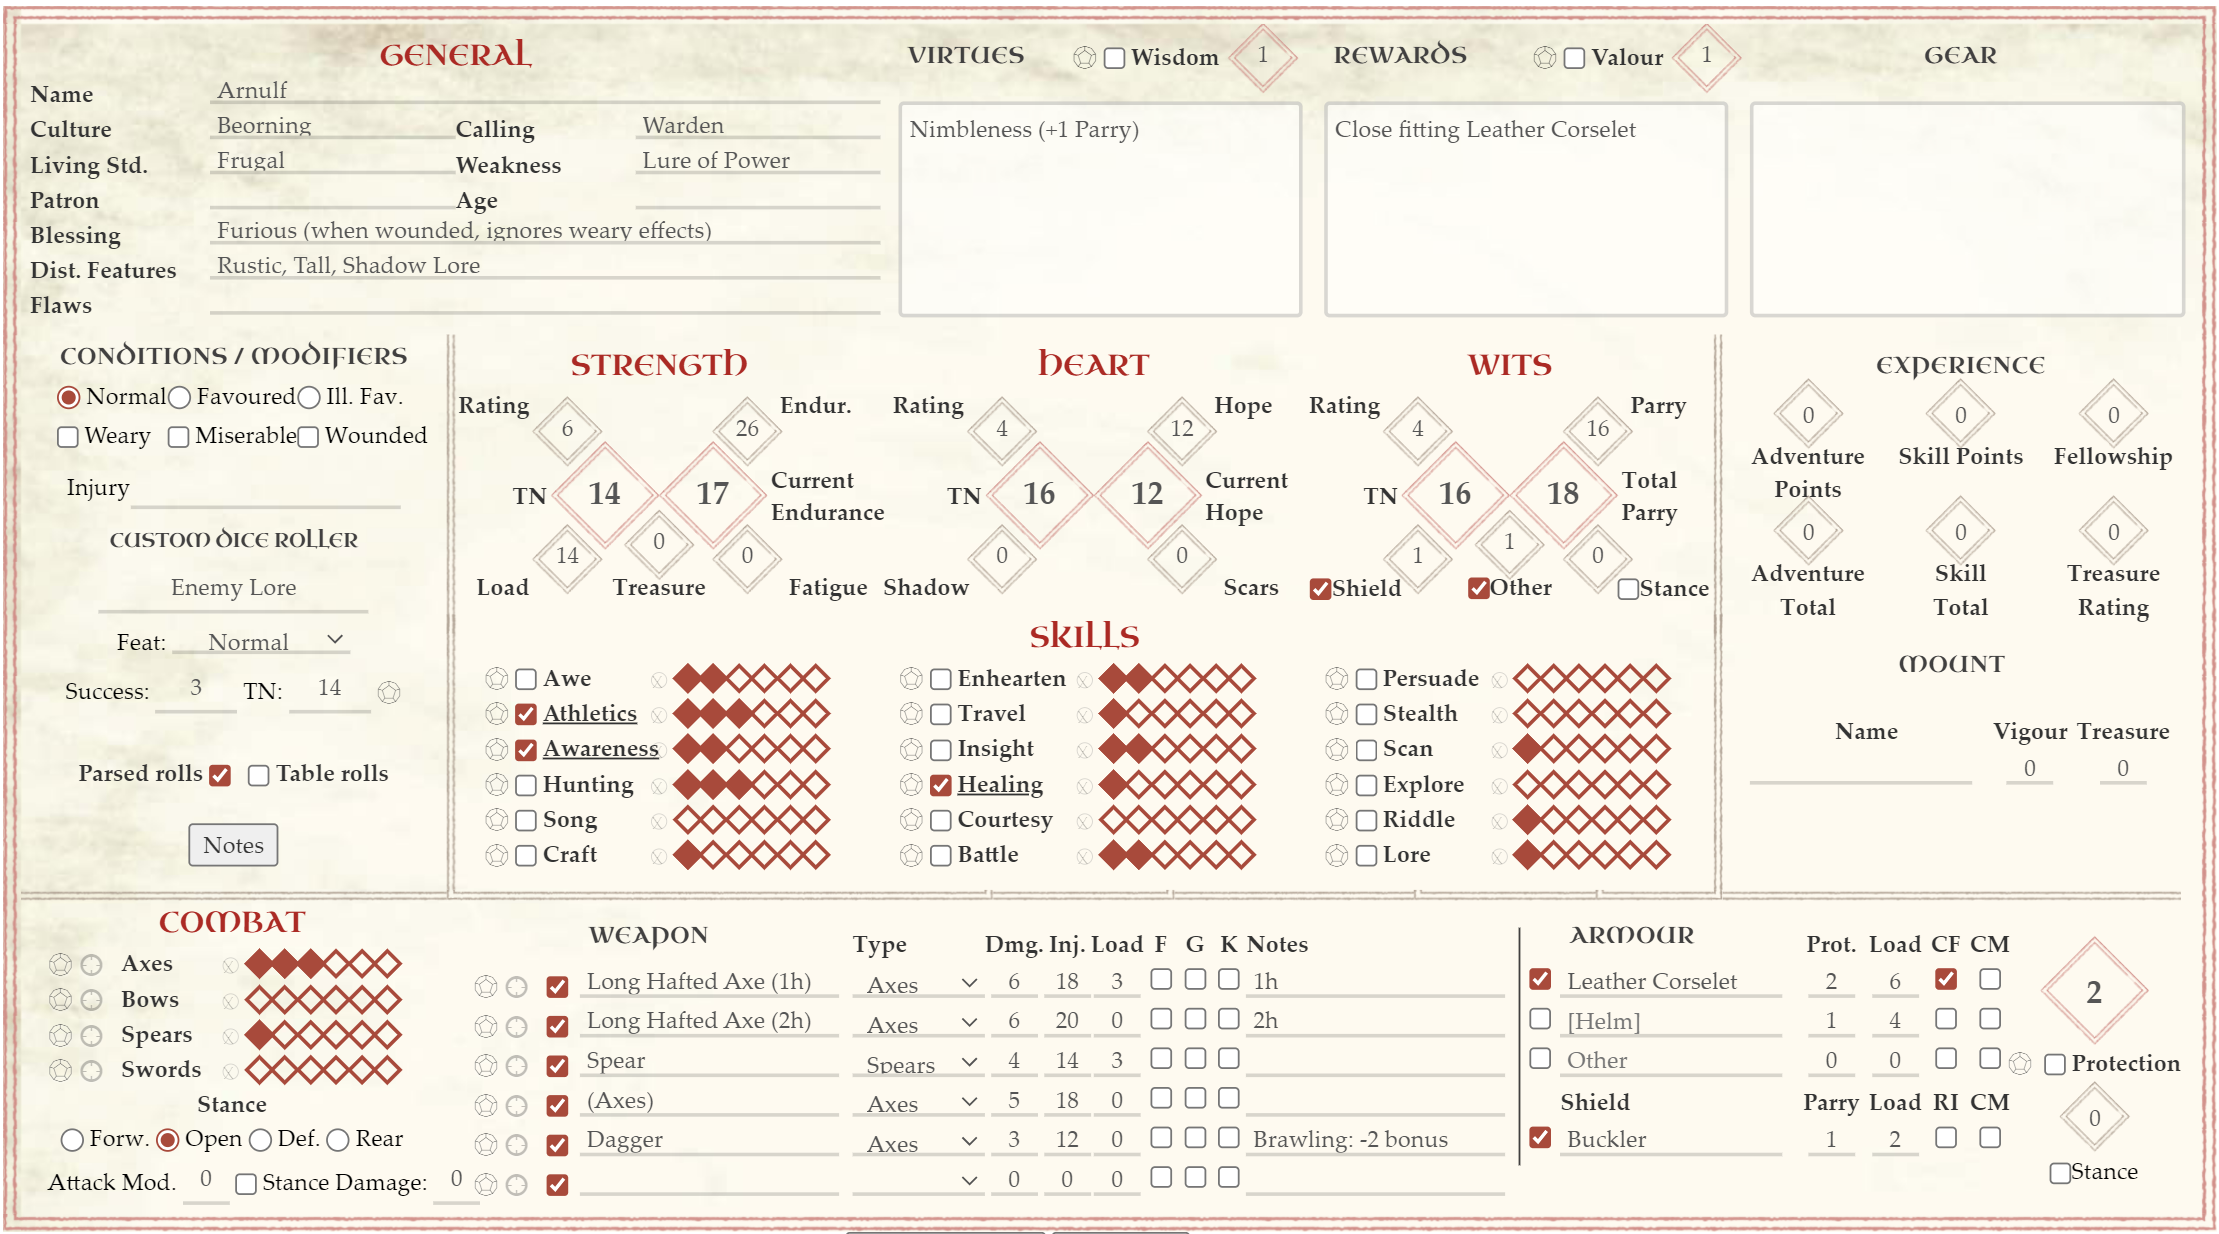 GENERAL
Name Arnulf
Culture Beorning Calling Warden
Living Std. Frugal Weakness Lure of Power
Patron Age
Blessing Furious (when wounded, ignores weary effects)
Dist. Features Rustic, Tall, Shadow Lore
Flaws
VIRTUES Wisdom 1
Nimbleness (+1 Parry)
REWARDS Valour 1
Close fitting Leather Corselet
GEAR
CONDITIONS / MODIFIERS
Normal Favoured Ill. Fav.
Weary Miserable Wounded
Injury
CUSTOM DICE ROLLER
Enemy Lore
Feat: Normal
Success: 3 TN: 14
Parsed rolls Table rolls
Notes
STRENGTH
Rating 6 26 Endur.
TN 14 17 Current Endurance
14 0 0
Load Treasure Fatigue
HEART
Rating 4 12 Hope
TN 16 12 Current Hope
0 0
Shadow Scars
WITS
Rating 4 16 Parry
TN 16 18 Total Parry
1 1 0
Shield Other Stance
SKILLS
Awe Enhearten Persuade
Athletics Travel Stealth
Awareness Insight Scan
Hunting Healing Explore
Song Courtesy Riddle
Craft Battle Lore
EXPERIENCE
0 0 0
Adventure Points Skill Points Fellowship
0 0 0
Adventure Total Skill Total Treasure Rating
MOUNT
Name Vigour Treasure
0 0
COMBAT
Axes
Bows
Spears
Swords
Stance
Forw. Open Def. Rear
Attack Mod. 0 Stance Damage: 0
WEAPON Type Dmg. Inj. Load F G K Notes
Long Hafted Axe (1h) Axes 6 18 3 1h
Long Hafted Axe (2h) Axes 6 20 0 2h
Spear Spears 4 14 3
(Axes) Axes 5 18 0
Dagger Axes 3 12 0 Brawling: -2 bonus
0 0 0
ARMOUR Prot. Load CF CM
Leather Corselet 2 6
[Helm] 1 4
Other 0 0
Shield Parry Load RI CM
Buckler 1 2
2
Protection
0
Stance